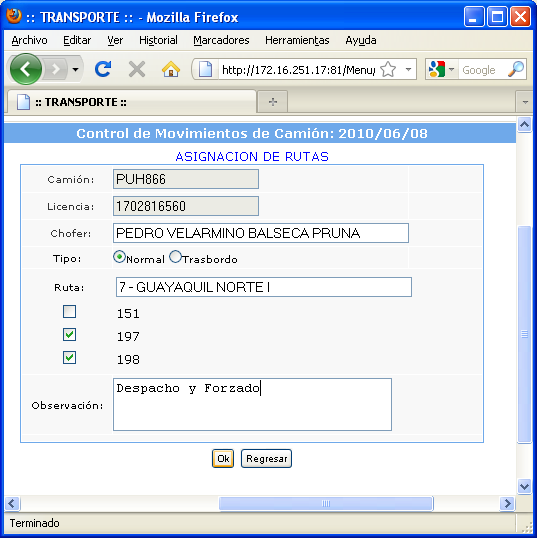 :: TRANSPORTE :: - Mozilla Firefox
Archivo Editar Ver Historial Marcadores Herramientas Ayuda
http://172.16.251.17:81/Menu/ Google
:: TRANSPORTE ::
Control de Movimientos de Camión: 2010/06/08
ASIGNACION DE RUTAS
Camión: PUH866
Licencia: 1702816560
Chofer: PEDRO VELARMINO BALSECA PRUNA
Tipo: Normal Trasbordo
Ruta: 7 - GUAYAQUIL NORTE I
151
197
198
Observación: Despacho y Forzado
Ok Regresar
Terminado